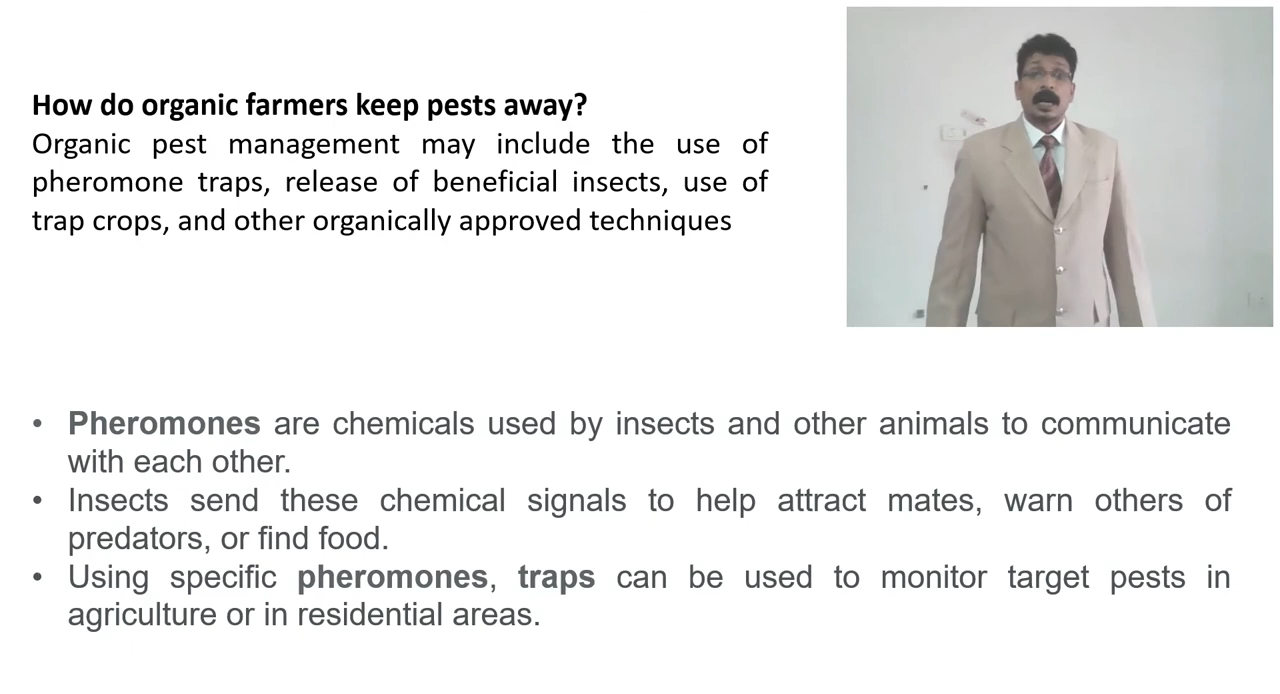 How do organic farmers keep pests away?
Organic pest management may include the use of
pheromone traps, release of beneficial insects, use of
trap crops, and other organically approved techniques
• Pheromones are chemicals used by insects and other animals to communicate
with each other.
• Insects send these chemical signals to help attract mates, warn others of
predators, or find food.
• Using specific pheromones, traps can be used to monitor target pests in
agriculture or in residential areas.